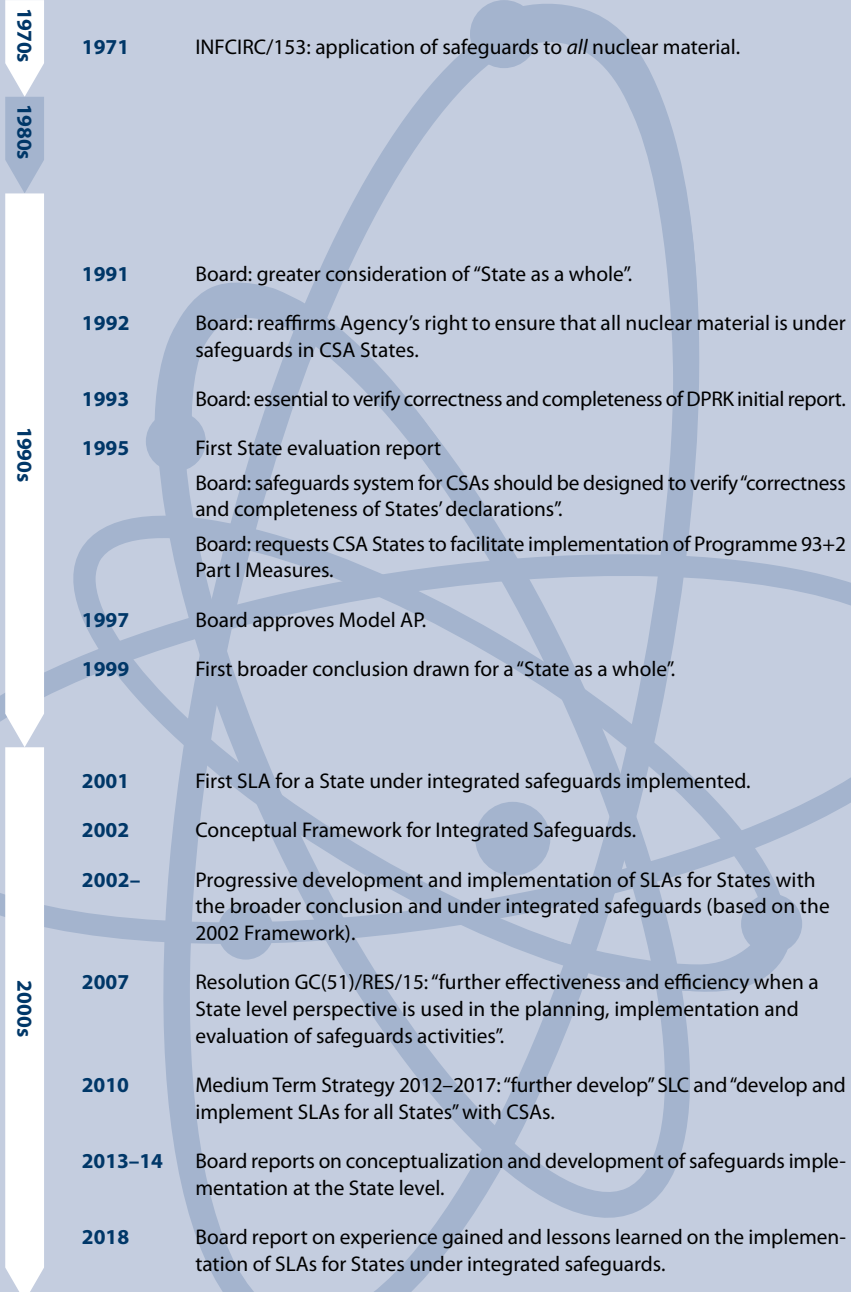 1970s
1971 INFCIRC/153: application of safeguards to all nuclear material.
1980s
1990s
1991 Board: greater consideration of “State as a whole”.
1992 Board: reaffirms Agency’s right to ensure that all nuclear material is under
safeguards in CSA States.
1993 Board: essential to verify correctness and completeness of DPRK initial report.
1995 First State evaluation report
Board: safeguards system for CSAs should be designed to verify “correctness
and completeness of States’ declarations”.
Board: requests CSA States to facilitate implementation of Programme 93+2
Part I Measures.
1997 Board approves Model AP.
1999 First broader conclusion drawn for a “State as a whole”.
2000s
2001 First SLA for a State under integrated safeguards implemented.
2002 Conceptual Framework for Integrated Safeguards.
2002– Progressive development and implementation of SLAs for States with
the broader conclusion and under integrated safeguards (based on the
2002 Framework).
2007 Resolution GC(51)/RES/15: “further effectiveness and efficiency when a
State level perspective is used in the planning, implementation and
evaluation of safeguards activities”.
2010 Medium Term Strategy 2012–2017: “further develop” SLC and “develop and
implement SLAs for all States” with CSAs.
2013–14 Board reports on conceptualization and development of safeguards imple-
mentation at the State level.
2018 Board report on experience gained and lessons learned on the implemen-
tation of SLAs for States under integrated safeguards.